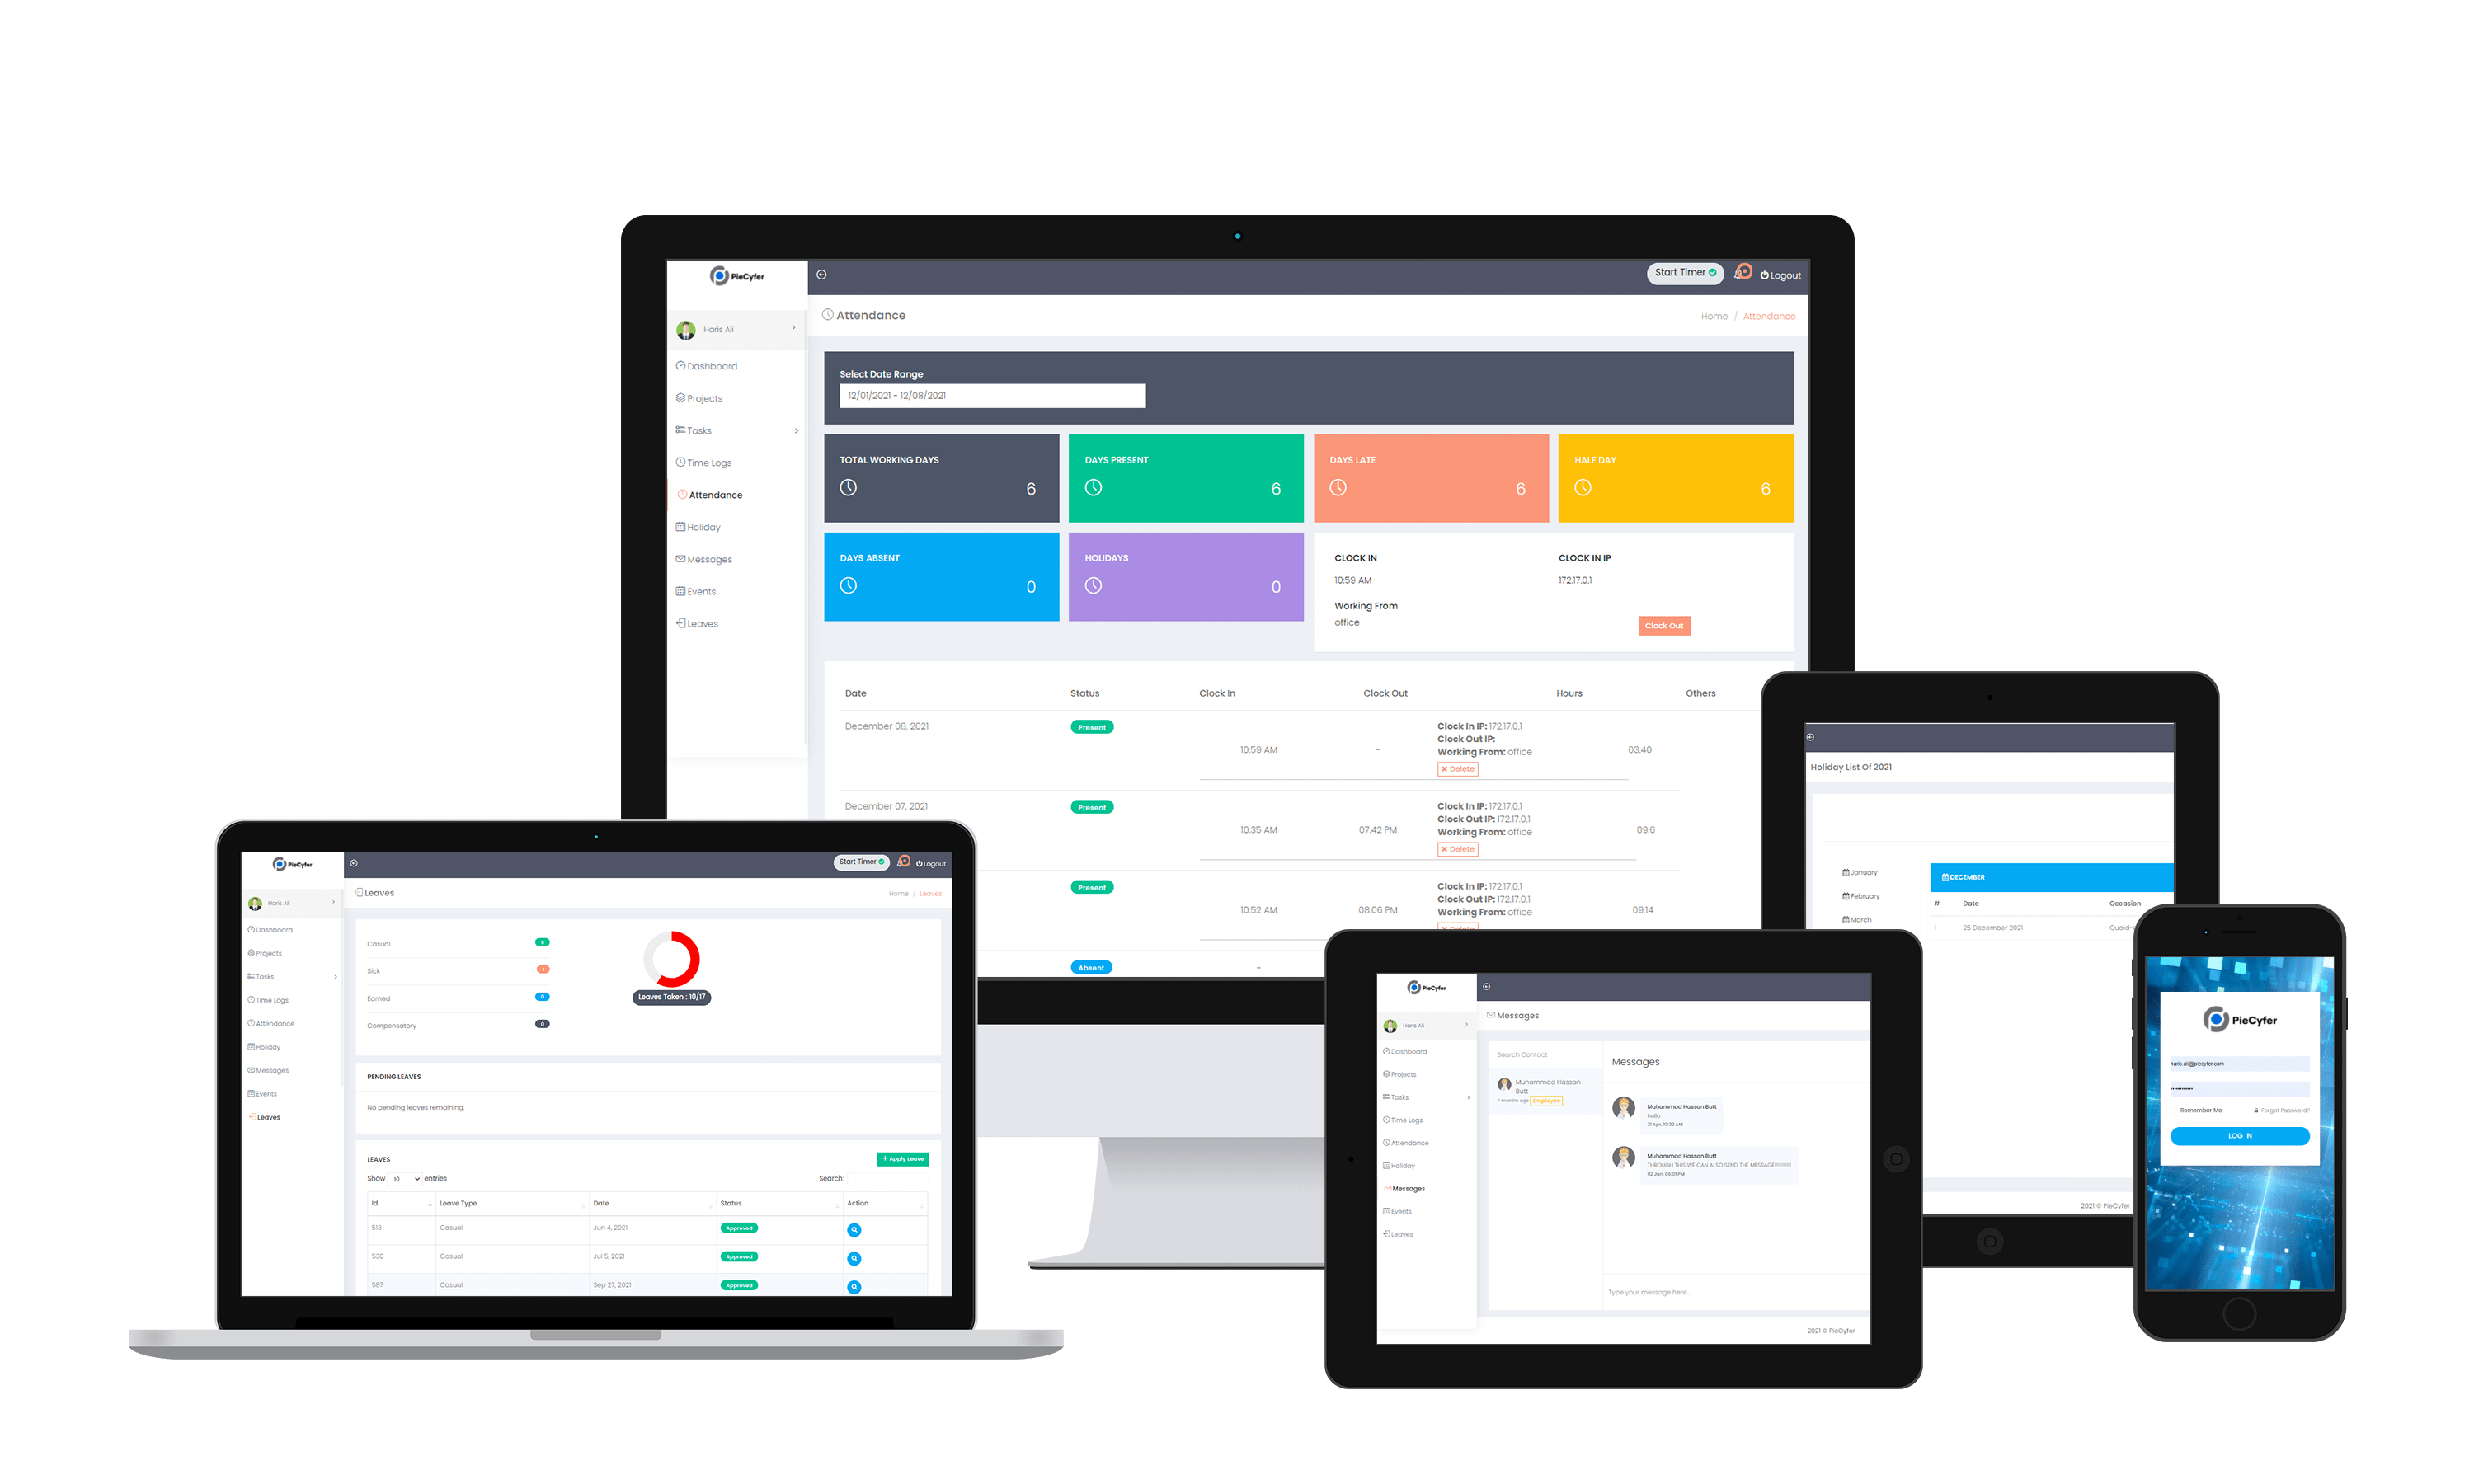 PieCyfer
Start Timer
Logout
Haris Ali
Attendance
Home / Attendance
Dashboard
Projects
Tasks
Time Logs
Attendance
Holiday
Messages
Events
Leaves
Select Date Range
12/01/2021 - 12/08/2021
TOTAL WORKING DAYS
6
DAYS PRESENT
6
DAYS LATE
6
HALF DAY
6
DAYS ABSENT
0
HOLIDAYS
0
CLOCK IN
10:59 AM
CLOCK IN IP
172.17.0.1
Working From
office
Clock Out
Date Status Clock In Clock Out Hours Others
December 08, 2021 Present
10:59 AM -
Clock In IP: 172.17.0.1
Clock Out IP:
Working From: office
Delete
03:40
December 07, 2021 Present
10:35 AM 07:42 PM
Clock In IP: 172.17.0.1
Clock Out IP: 172.17.0.1
Working From: office
Delete
09:6
Present
10:52 AM 08:06 PM
Clock In IP: 172.17.0.1
Clock Out IP: 172.17.0.1
Working From: office
Delete
09:14
Absent
-
PieCyfer
Start Timer
Logout
Haris Ali
Leaves
Home / Leaves
Dashboard
Projects
Tasks
Time Logs
Attendance
Holiday
Messages
Events
Leaves
Casual
Sick 1
Earned 0
Compensatory 0
Leaves Taken : 10/17
PENDING LEAVES
No pending leaves remaining.
LEAVES
+ Apply Leave
Show 10 entries
Search:
Id Leave Type Date Status Action
513 Casual Jun 4, 2021 Approved
530 Casual Jul 5, 2021 Approved
587 Casual Sep 27, 2021 Approved
PieCyfer
Haris Ali
Messages
Dashboard
Projects
Tasks
Time Logs
Attendance
Holiday
Messages
Events
Leaves
Search Contact
Muhammad Hassan
Butt
7 months ago Employee
Messages
Muhammad Hassan Butt
hello
21 Apr, 10:32 AM
Muhammad Hassan Butt
THROUGH THIS WE CAN ALSO SEND THE MESSAGE!!!!!!!!!!!
02 Jun, 05:01 PM
Type your message here...
2021 © PieCyfer
Holiday List Of 2021
January
February
March
DECEMBER
# Date Occasion
1 25 December 2021 Quaid-
2021 © PieCyfer
PieCyfer
haris.ali@piecyfer.com
Remember Me
Forgot Password?
LOG IN